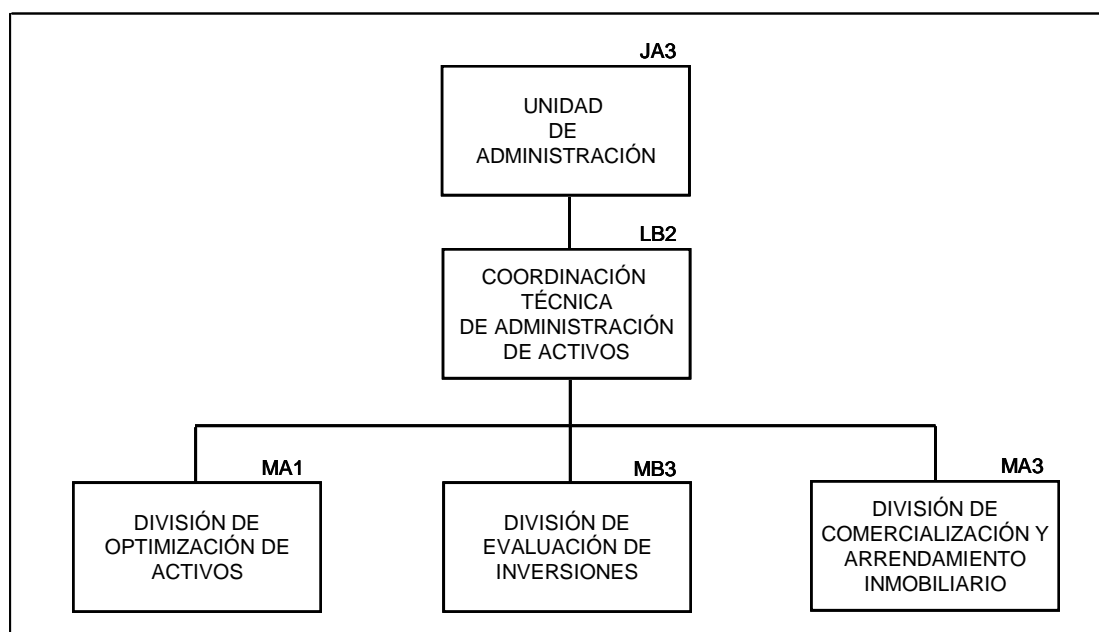 JA3
UNIDAD
DE
ADMINISTRACIÓN
LB2
COORDINACIÓN
TÉCNICA
DE ADMINISTRACIÓN
DE ACTIVOS
MA1
DIVISIÓN DE
OPTIMIZACIÓN DE
ACTIVOS
MB3
DIVISIÓN DE
EVALUACIÓN DE
INVERSIONES
MA3
DIVISIÓN DE
COMERCIALIZACIÓN Y
ARRENDAMIENTO
INMOBILIARIO